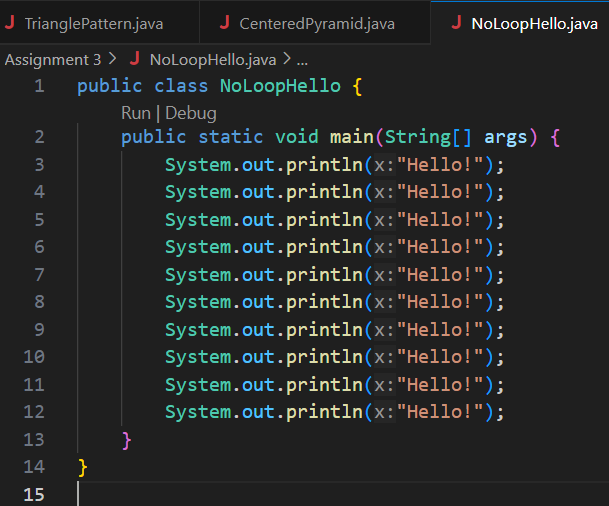 J TrianglePattern.java J CenteredPyramid.java J NoLoopHello.java
Assignment 3 > J NoLoopHello.java > ...
1 public class NoLoopHello {
Run | Debug
2 public static void main(String[] args) {
3 System.out.println(x:"Hello!");
4 System.out.println(x:"Hello!");
5 System.out.println(x:"Hello!");
6 System.out.println(x:"Hello!");
7 System.out.println(x:"Hello!");
8 System.out.println(x:"Hello!");
9 System.out.println(x:"Hello!");
10 System.out.println(x:"Hello!");
11 System.out.println(x:"Hello!");
12 System.out.println(x:"Hello!");
13 }
14 }
15